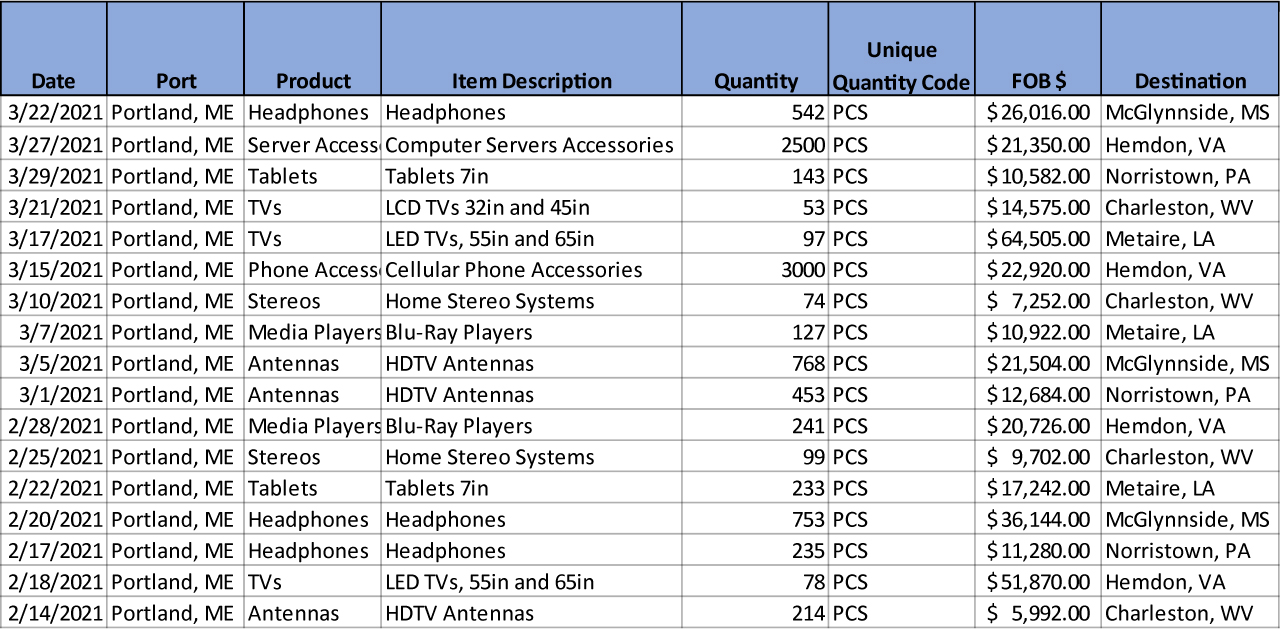 Date Port Product Item Description Quantity Unique Quantity Code FOB $ Destination
3/22/2021 Portland, ME Headphones Headphones 542 PCS $26,016.00 McGlynnside, MS
3/27/2021 Portland, ME Server Access Computer Servers Accessories 2500 PCS $21,350.00 Hemdon, VA
3/29/2021 Portland, ME Tablets Tablets 7in 143 PCS $10,582.00 Norristown, PA
3/21/2021 Portland, ME TVs LCD TVs 32in and 45in 53 PCS $14,575.00 Charleston, WV
3/17/2021 Portland, ME TVs LED TVs, 55in and 65in 97 PCS $64,505.00 Metaire, LA
3/15/2021 Portland, ME Phone Access Cellular Phone Accessories 3000 PCS $22,920.00 Hemdon, VA
3/10/2021 Portland, ME Stereos Home Stereo Systems 74 PCS $ 7,252.00 Charleston, WV
3/7/2021 Portland, ME Media Players Blu-Ray Players 127 PCS $10,922.00 Metaire, LA
3/5/2021 Portland, ME Antennas HDTV Antennas 768 PCS $21,504.00 McGlynnside, MS
3/1/2021 Portland, ME Antennas HDTV Antennas 453 PCS $12,684.00 Norristown, PA
2/28/2021 Portland, ME Media Players Blu-Ray Players 241 PCS $20,726.00 Hemdon, VA
2/25/2021 Portland, ME Stereos Home Stereo Systems 99 PCS $ 9,702.00 Charleston, WV
2/22/2021 Portland, ME Tablets Tablets 7in 233 PCS $17,242.00 Metaire, LA
2/20/2021 Portland, ME Headphones Headphones 753 PCS $36,144.00 McGlynnside, MS
2/17/2021 Portland, ME Headphones Headphones 235 PCS $11,280.00 Norristown, PA
2/18/2021 Portland, ME TVs LED TVs, 55in and 65in 78 PCS $51,870.00 Hemdon, VA
2/14/2021 Portland, ME Antennas HDTV Antennas 214 PCS $ 5,992.00 Charleston, WV